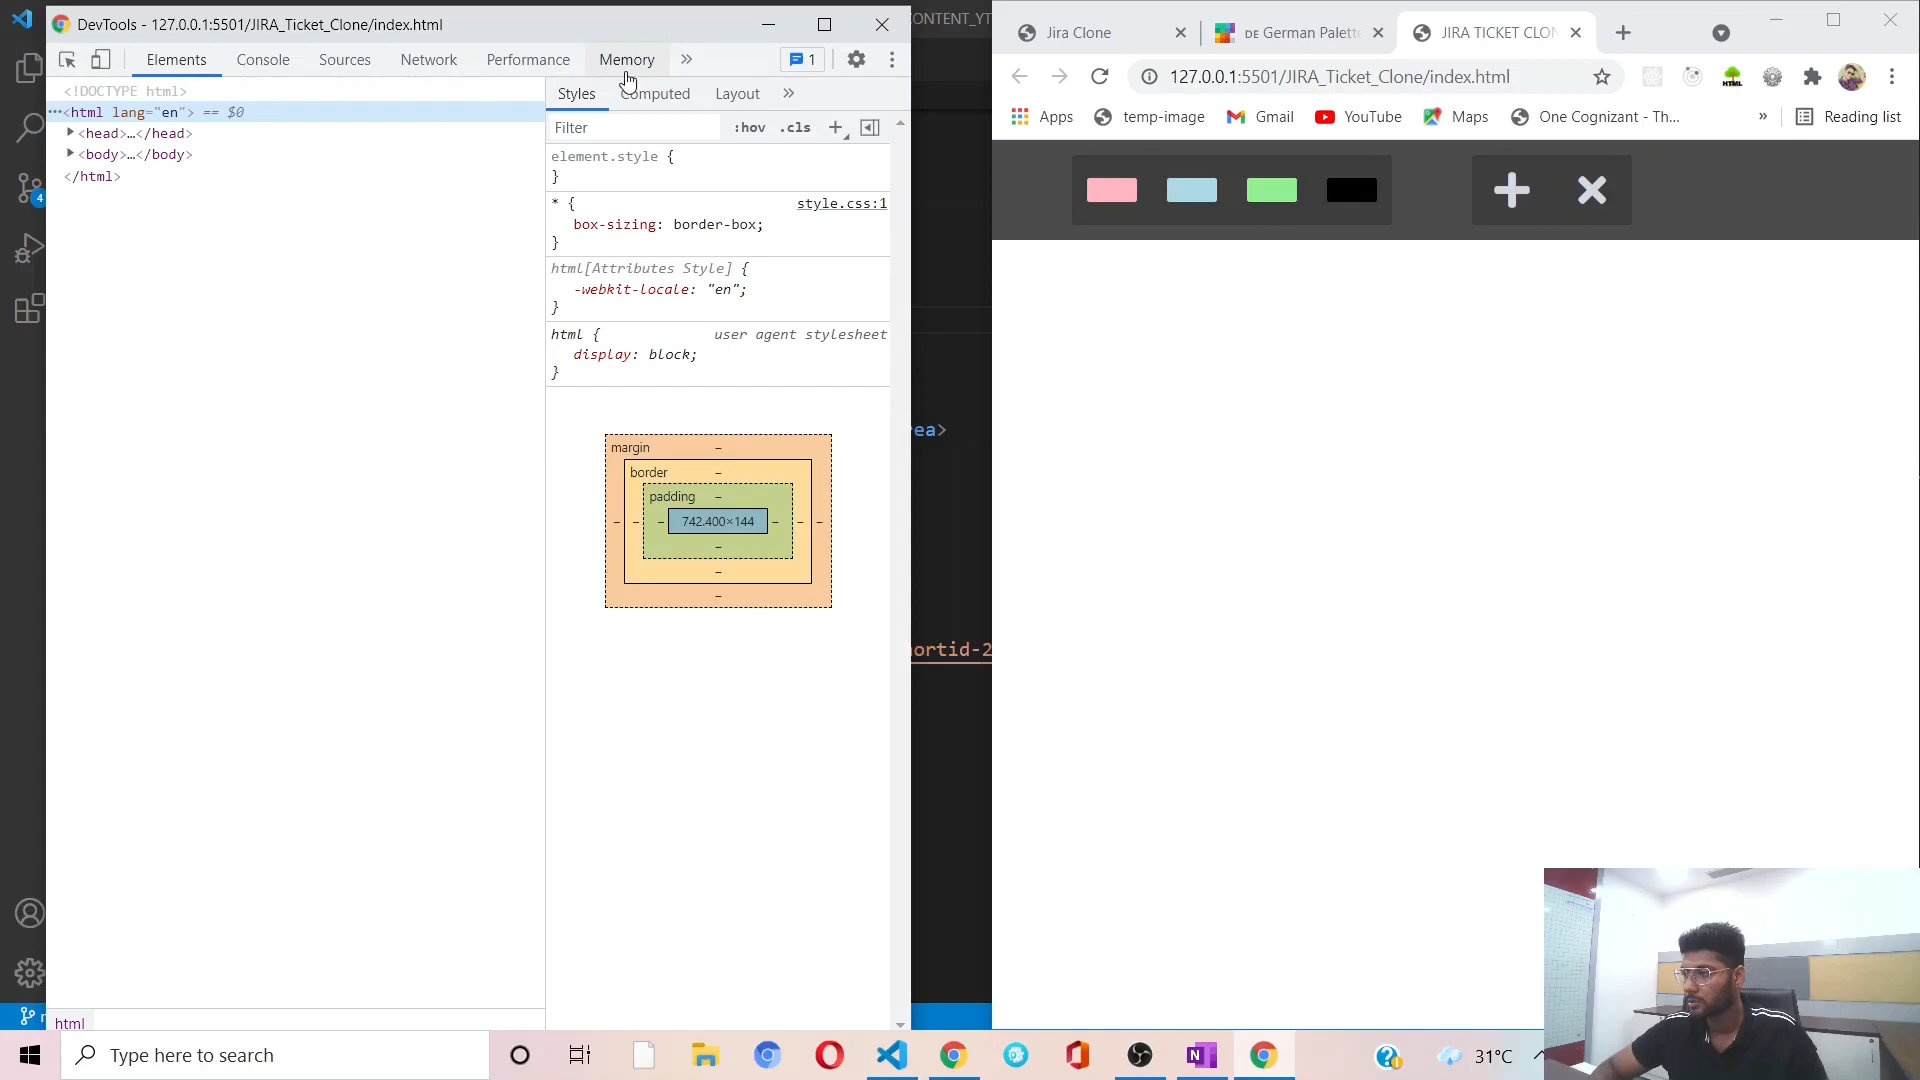 DevTools - 127.0.0.1:5501/JIRA_Ticket_Clone/index.html
Elements Console Sources Network Performance Memory » 1
<!DOCTYPE html>
···<html lang="en"> == $0
<head>…</head>
<body>…</body>
</html>
html
Styles Computed Layout »
Filter :hov .cls +
element.style {
}
* { style.css:1
box-sizing: border-box;
}
html[Attributes Style] {
-webkit-locale: "en";
}
html { user agent stylesheet
display: block;
}
margin –
border –
padding –
– – – 742.400×144 – – –
–
–
–
ONTENT_YT
ea>
ortid-2
4
Jira Clone
DE German Palette
JIRA TICKET CLON
127.0.0.1:5501/JIRA_Ticket_Clone/index.html
Apps temp-image Gmail YouTube Maps One Cognizant - Th... » Reading list
Type here to search
31°C